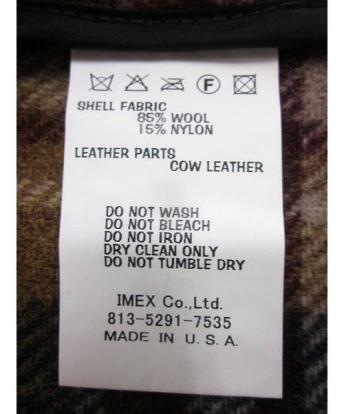 F
SHELL FABRIC
85% WOOL
15% NYLON
LEATHER PARTS
COW LEATHER
DO NOT WASH
DO NOT BLEACH
DO NOT IRON
DRY CLEAN ONLY
DO NOT TUMBLE DRY
IMEX Co.,Ltd.
813-5291-7535
MADE IN U.S.A.